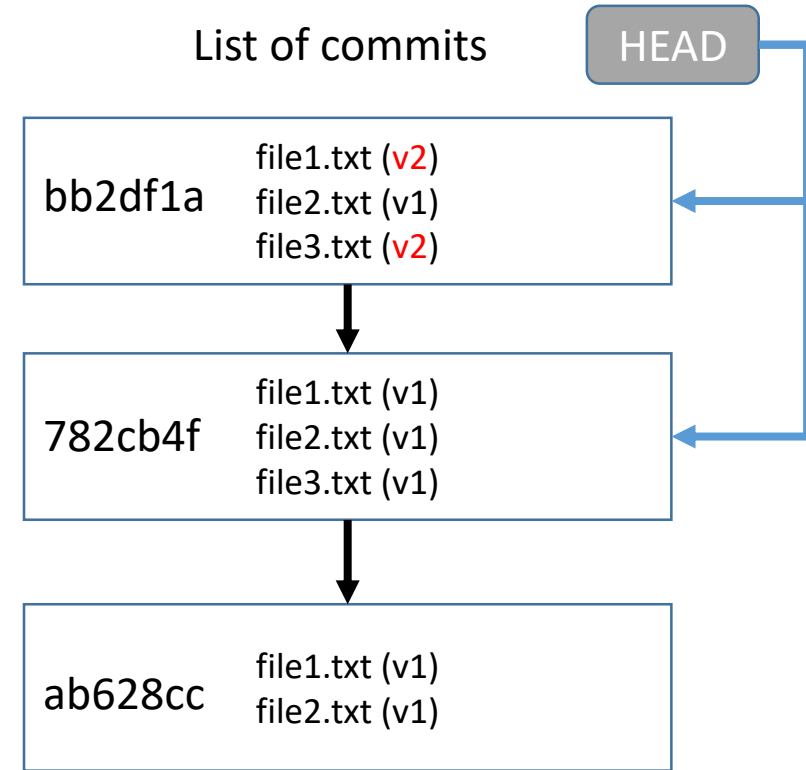 List of commits
HEAD
bb2df1a
file1.txt (v2)
file2.txt (v1)
file3.txt (v2)
782cb4f
file1.txt (v1)
file2.txt (v1)
file3.txt (v1)
ab628cc
file1.txt (v1)
file2.txt (v1)